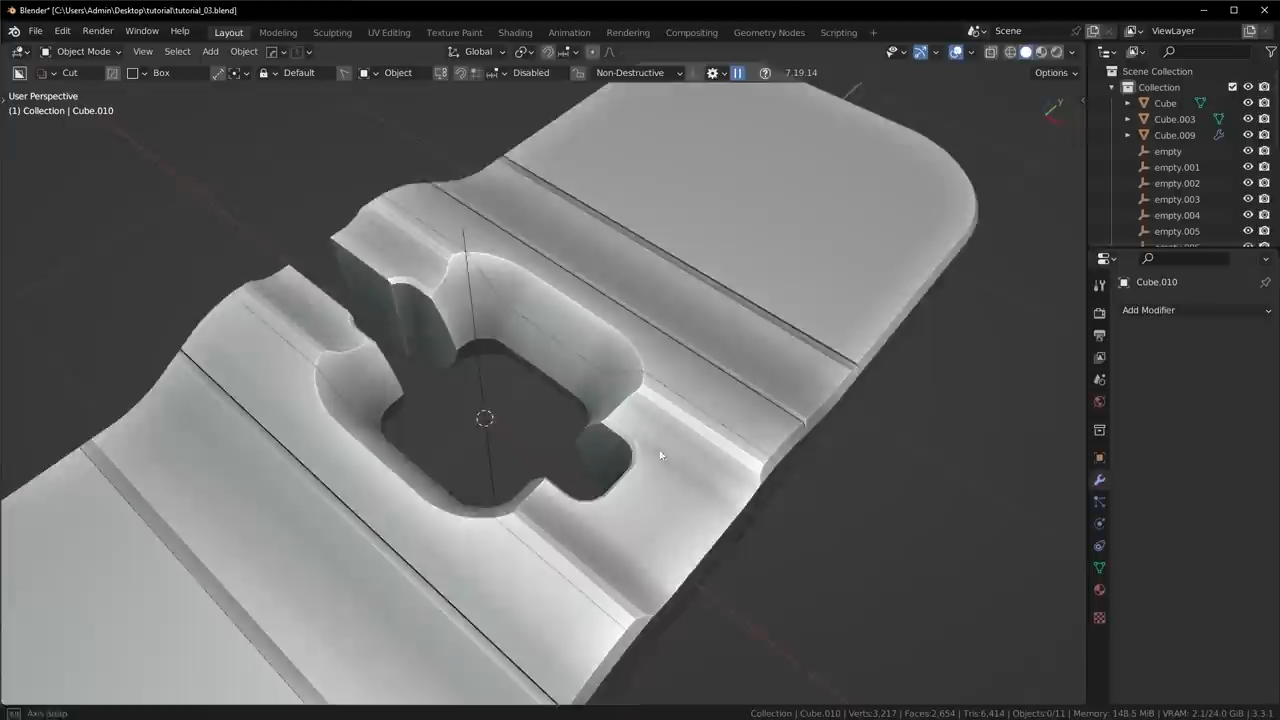 Blender* [C:\Users\Admin\Desktop\tutorial\tutorial_03.blend]
File Edit Render Window Help Layout Modeling Sculpting UV Editing Texture Paint Shading Animation Rendering Compositing Geometry Nodes Scripting Scene ViewLayer
Object Mode View Select Add Object Global
Cut Box Default Object Disabled Non-Destructive 7.19.14 Options
User Perspective
(1) Collection | Cube.010
Scene Collection
Collection
Cube
Cube.003
Cube.009
empty
empty.001
empty.002
empty.003
empty.004
empty.005
Cube.010
Add Modifier
Axis Snap
Collection | Cube.010 | Verts:3,217 | Faces:2,654 | Tris:6,414 | Objects:0/11 | Memory: 148.5 MiB | VRAM: 2.1/24.0 GiB | 3.3.1